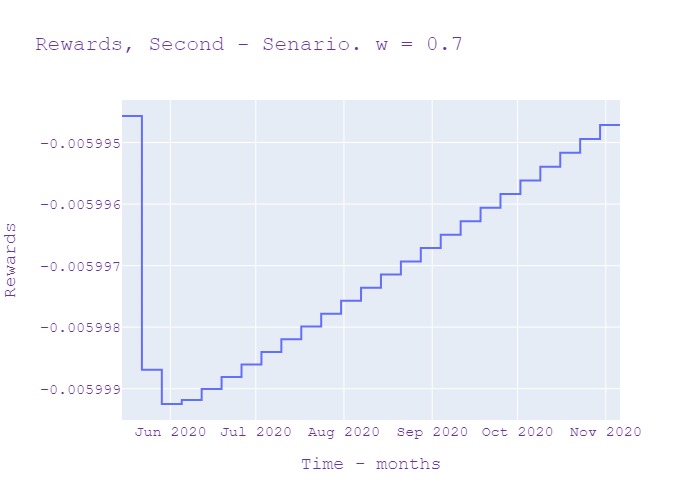 Rewards, Second - Senario. w = 0.7
Rewards
-0.005995
-0.005996
-0.005997
-0.005998
-0.005999
Jun 2020 Jul 2020 Aug 2020 Sep 2020 Oct 2020 Nov 2020
Time - months